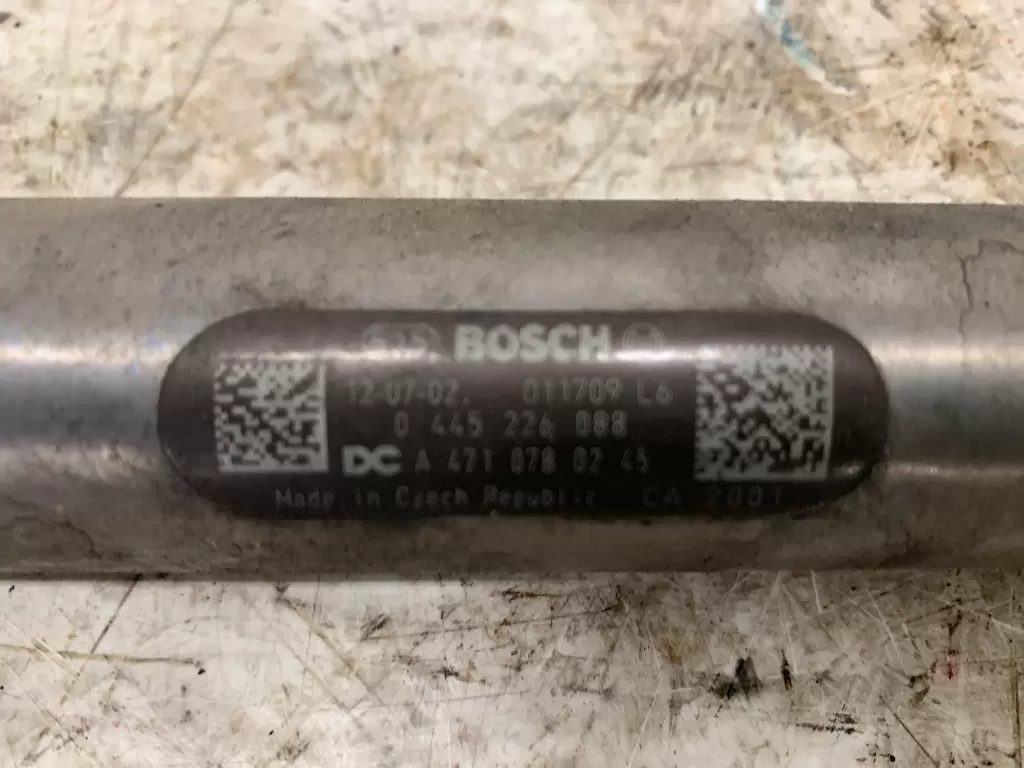 BOSCH
12-07-02. 011709 L6
0 445 226 088
DC A 471 078 02 45
Made in Czech Republic CA 2001